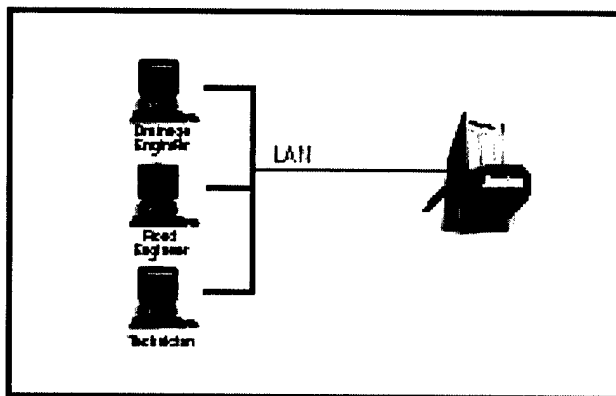 Drainage
Engineer
LAN
Road
Engineer
Technician